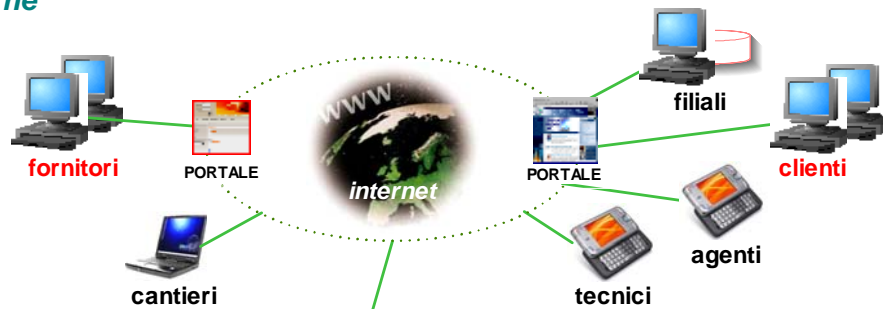 ne
filiali
www
fornitori
PORTALE
internet
PORTALE
clienti
agenti
cantieri
tecnici